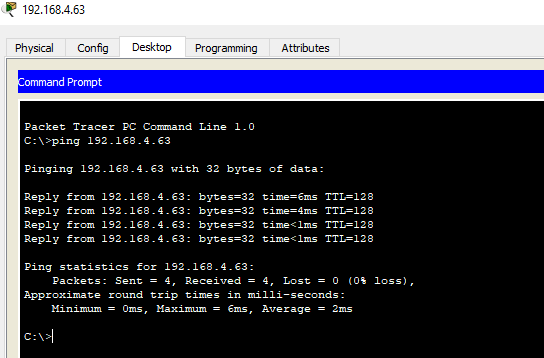 192.168.4.63
Physical Config Desktop Programming Attributes
Command Prompt
Packet Tracer PC Command Line 1.0
C:\>ping 192.168.4.63
Pinging 192.168.4.63 with 32 bytes of data:
Reply from 192.168.4.63: bytes=32 time=6ms TTL=128
Reply from 192.168.4.63: bytes=32 time=4ms TTL=128
Reply from 192.168.4.63: bytes=32 time<1ms TTL=128
Reply from 192.168.4.63: bytes=32 time<1ms TTL=128
Ping statistics for 192.168.4.63:
    Packets: Sent = 4, Received = 4, Lost = 0 (0% loss),
Approximate round trip times in milli-seconds:
    Minimum = 0ms, Maximum = 6ms, Average = 2ms
C:\>